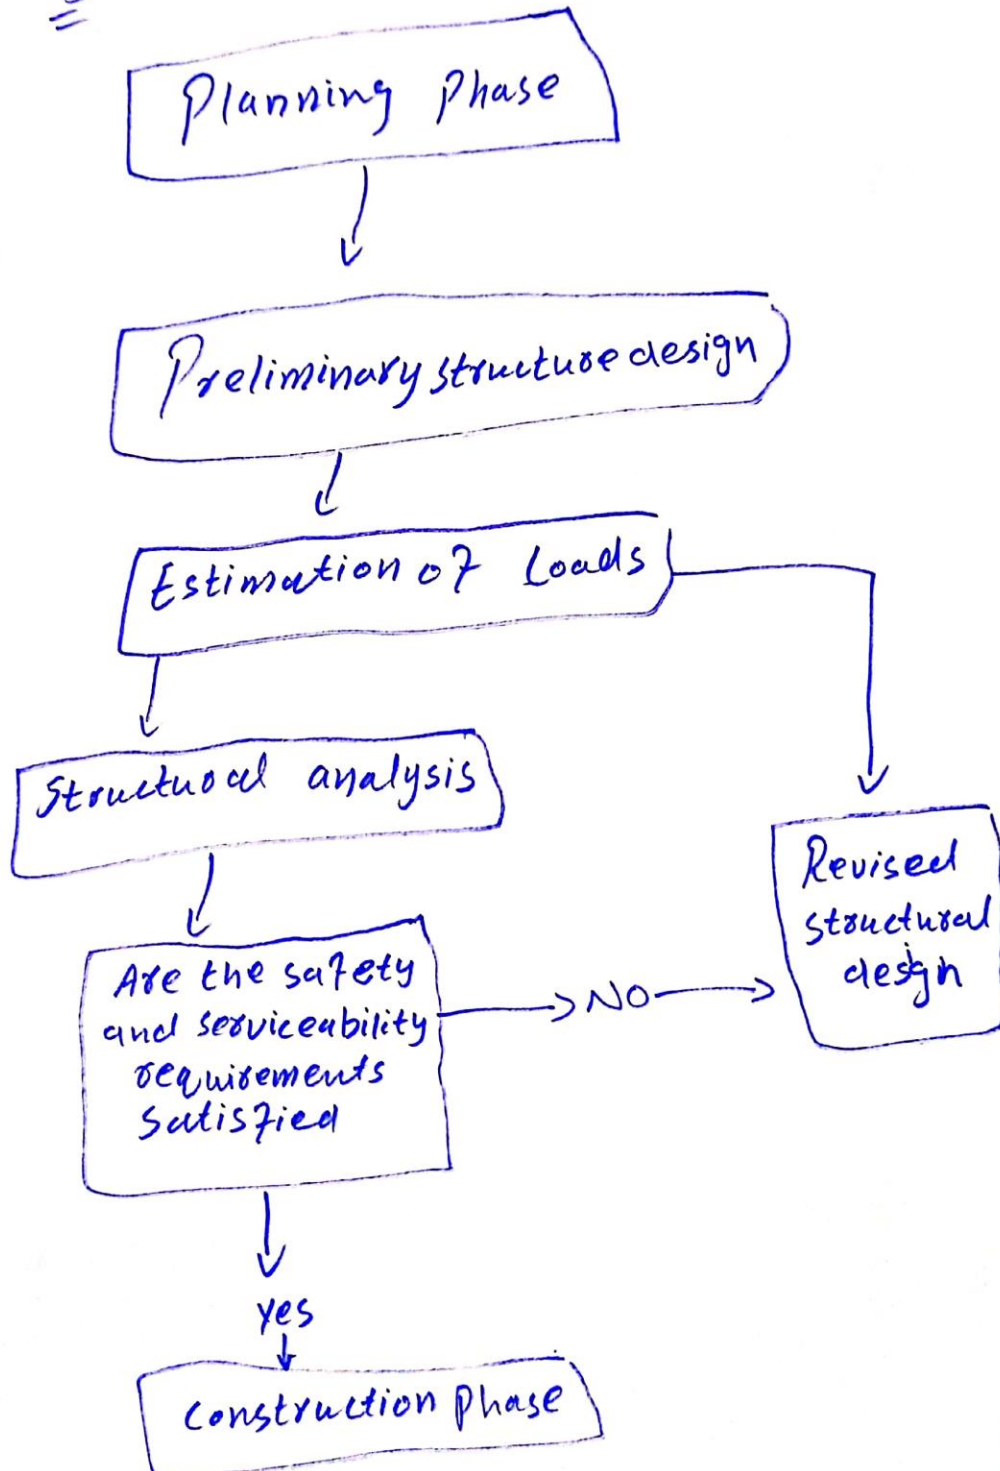 Planning Phase
Preliminary structure design
Estimation of Loads
Structural analysis
Revised
structural
design
Are the safety
and serviceability
requirements
satisfied
NO
yes
construction phase